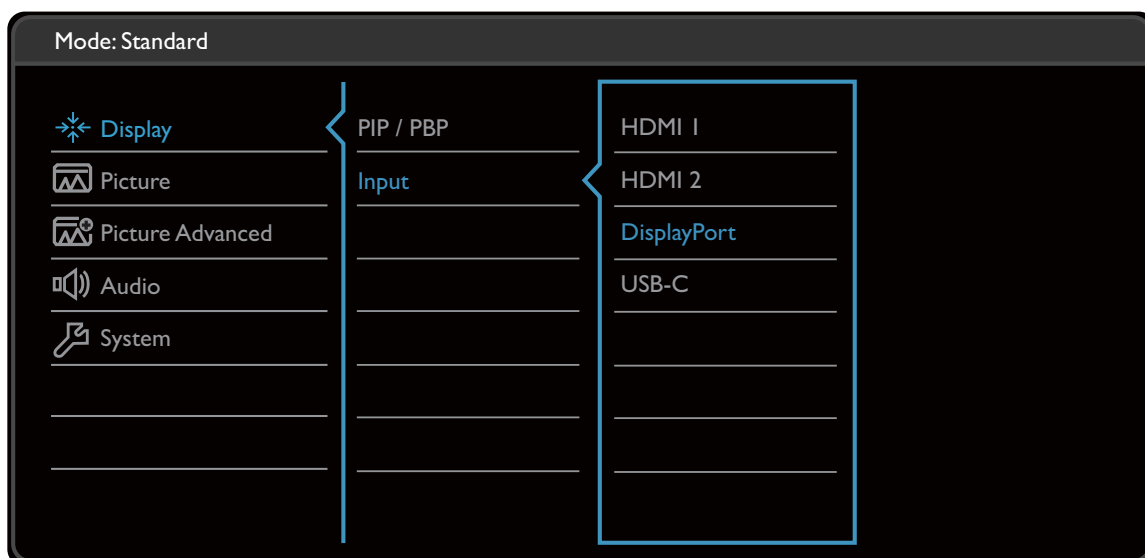 Mode: Standard
Display
Picture
Picture Advanced
Audio
System
PIP / PBP
Input
HDMI 1
HDMI 2
DisplayPort
USB-C